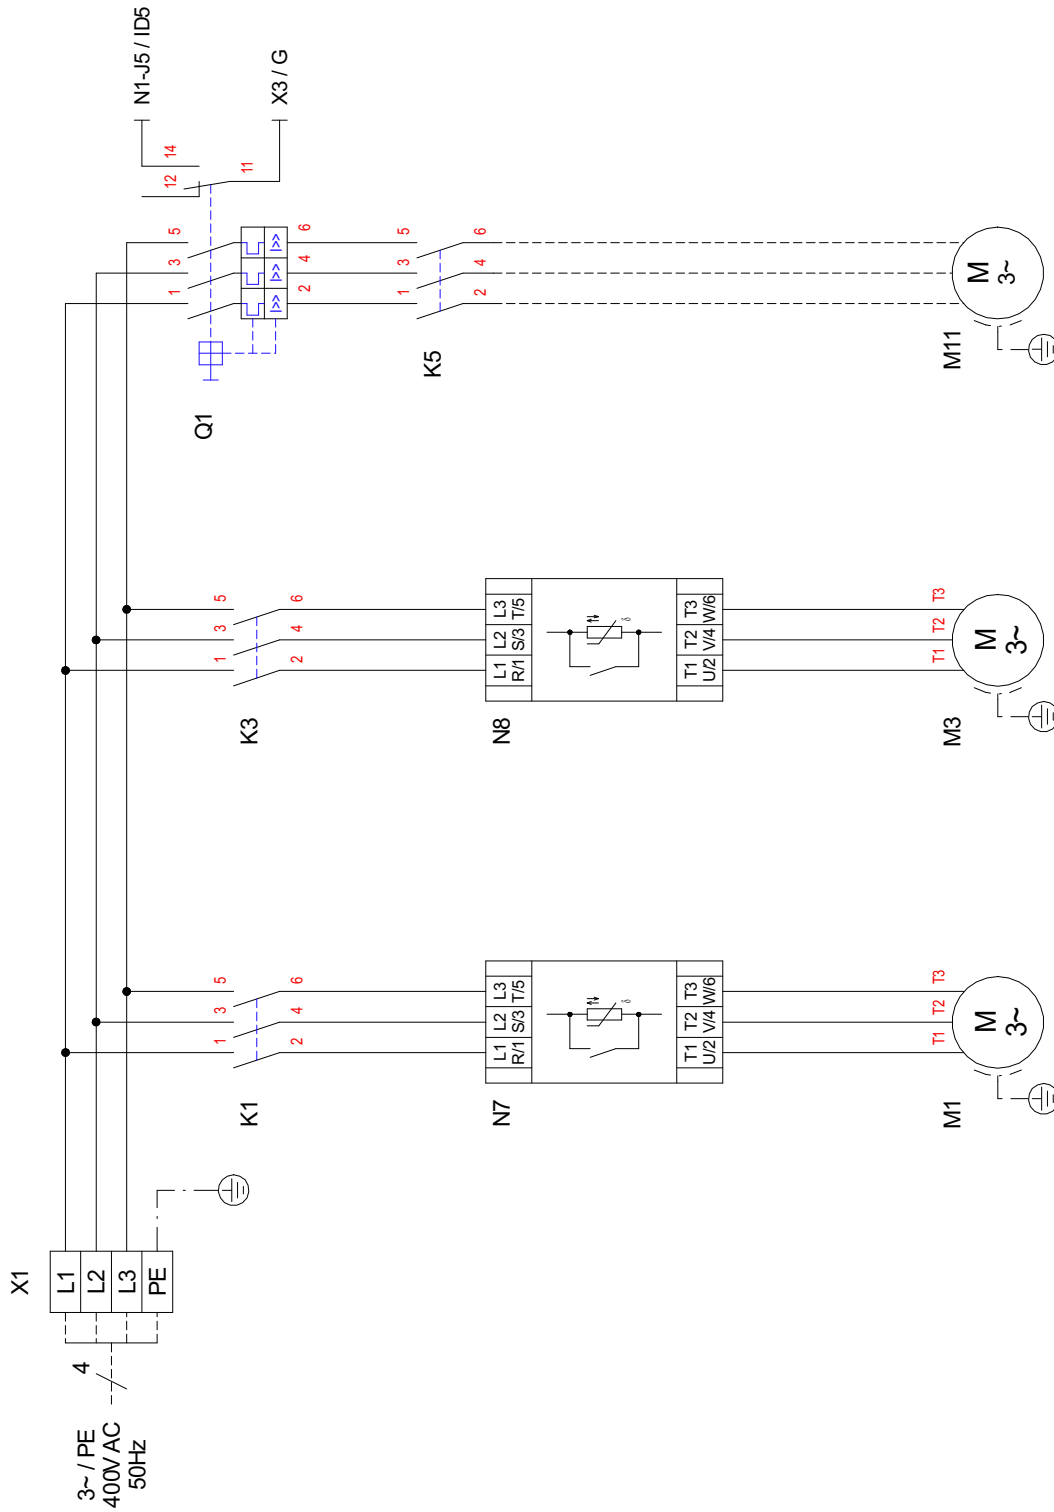 X1
L1
L2
L3
PE
4
3~ / PE
400V AC
50Hz
1 3 5
K1
2 4 6
N7
L1 L2 L3
R/1 S/3 T/5
δ
T1 T2 T3
U/2 V/4 W/6
T1 T2 T3
M1
M
3~
1 3 5
K3
2 4 6
N8
L1 L2 L3
R/1 S/3 T/5
δ
T1 T2 T3
U/2 V/4 W/6
T1 T2 T3
M3
M
3~
N1-J5 / ID5
12 14
11
X3 / G
1 3 5
Q1
I>> I>> I>>
2 4 6
1 3 5
K5
2 4 6
M11
M
3~